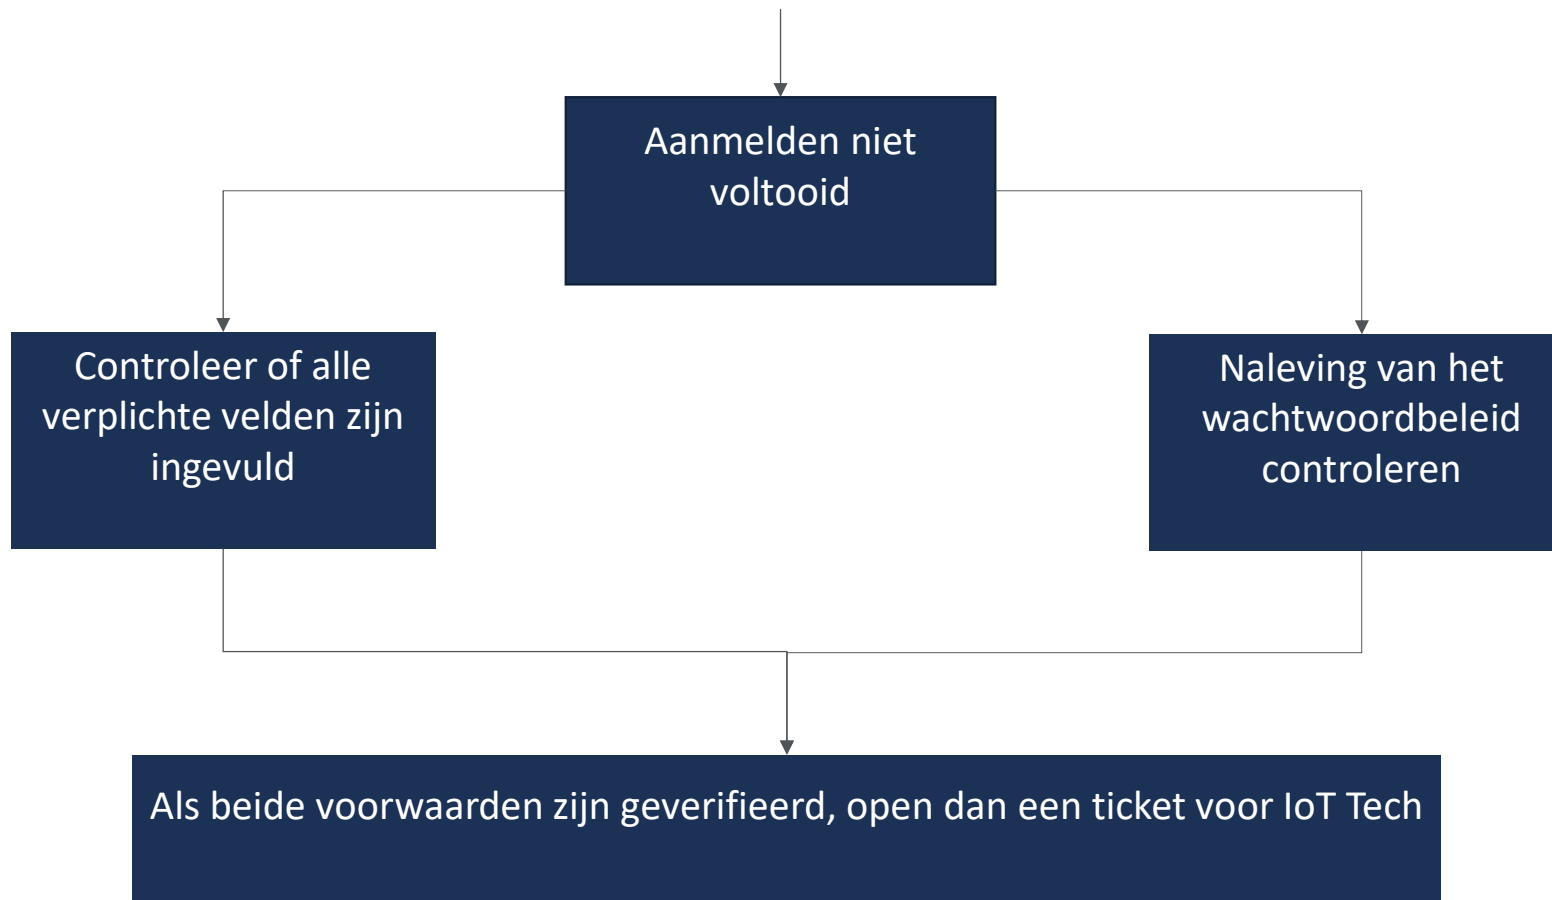 Aanmelden niet
voltooid
Controleer of alle
verplichte velden zijn
ingevuld
Naleving van het
wachtwoordbeleid
controleren
Als beide voorwaarden zijn geverifieerd, open dan een ticket voor IoT Tech